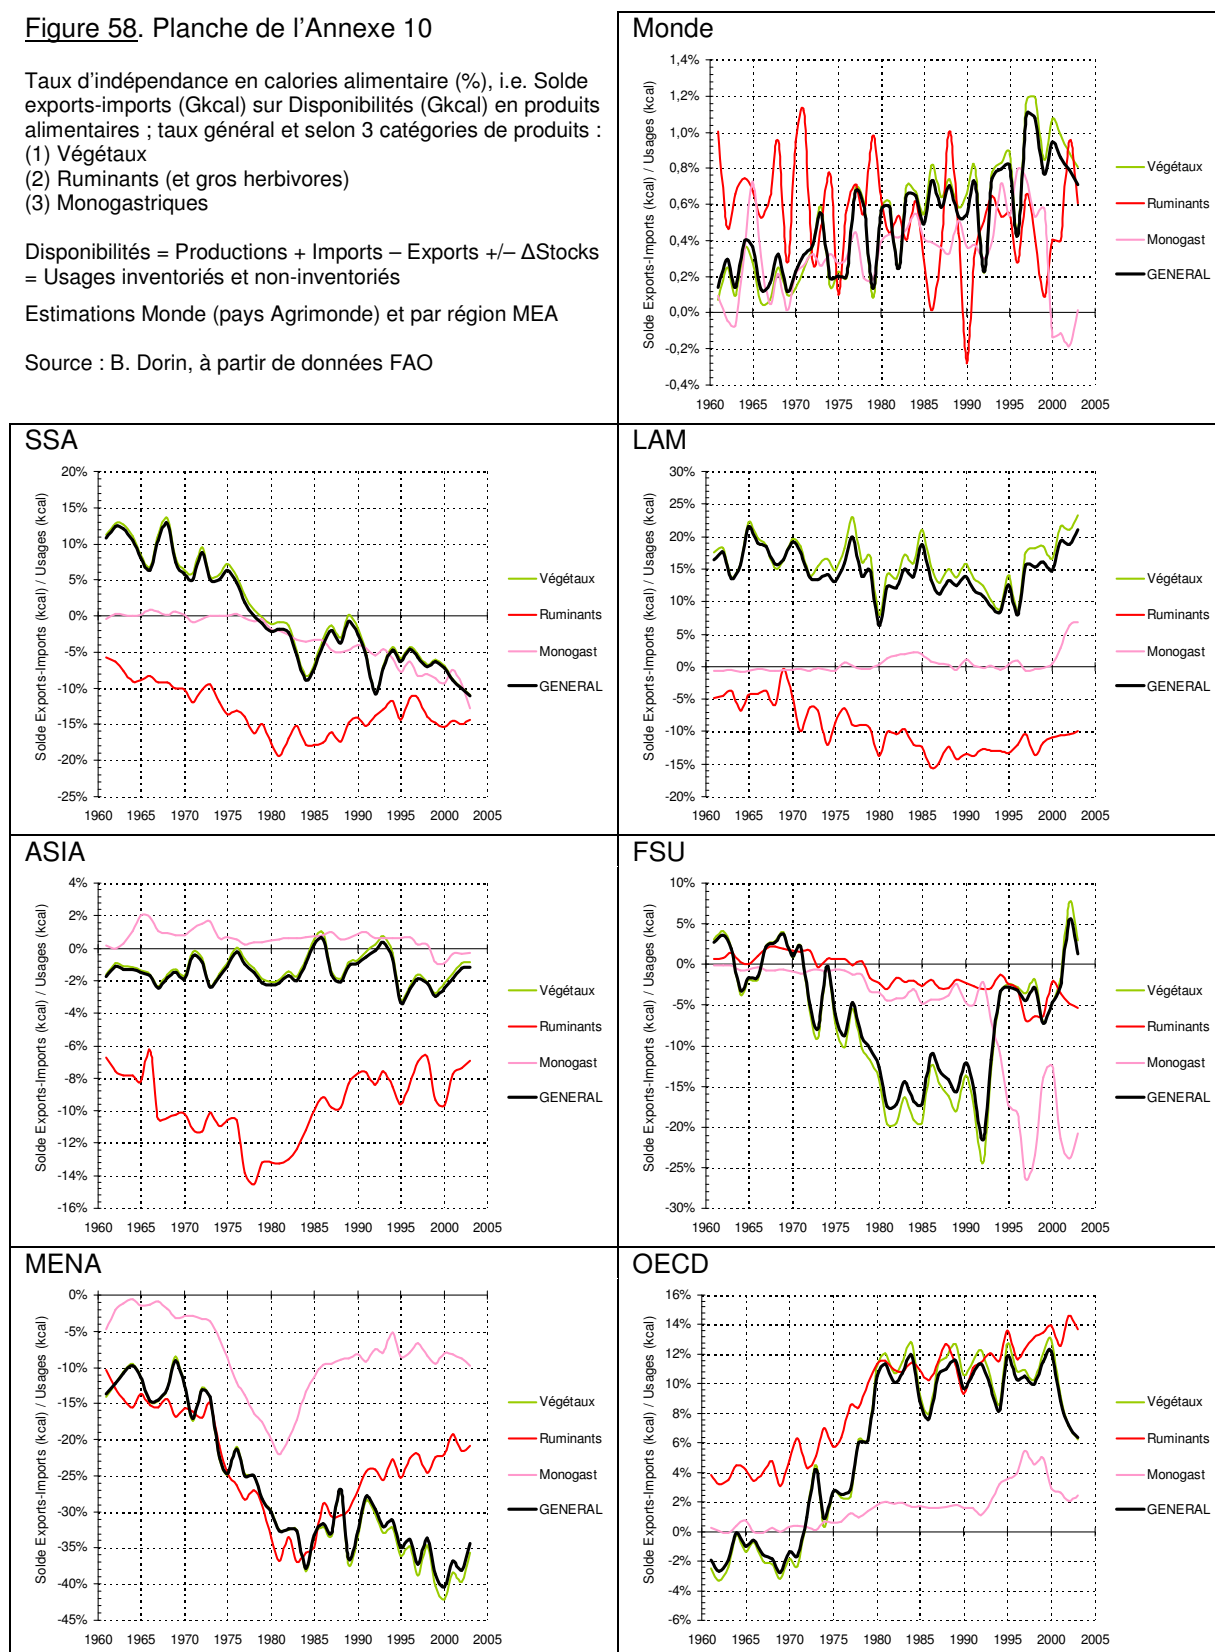 Figure 58. Planche de l'Annexe 10
Taux d'indépendance en calories alimentaire (%), i.e. Solde
exports-imports (Gkcal) sur Disponibilités (Gkcal) en produits
alimentaires ; taux général et selon 3 catégories de produits :
(1) Végétaux
(2) Ruminants (et gros herbivores)
(3) Monogastriques
Disponibilités = Productions + Imports – Exports +/– ΔStocks
= Usages inventoriés et non-inventoriés
Estimations Monde (pays Agrimonde) et par région MEA
Source : B. Dorin, à partir de données FAO
Monde
Solde Exports-Imports (kcal) / Usages (kcal)
1,4%
1,2%
1,0%
0,8%
0,6%
0,4%
0,2%
0,0%
-0,2%
-0,4%
1960 1965 1970 1975 1980 1985 1990 1995 2000 2005
Végétaux
Ruminants
Monogast
GENERAL
SSA
Solde Exports-Imports (kcal) / Usages (kcal)
20%
15%
10%
5%
0%
-5%
-10%
-15%
-20%
-25%
1960 1965 1970 1975 1980 1985 1990 1995 2000 2005
Végétaux
Ruminants
Monogast
GENERAL
LAM
Solde Exports-Imports (kcal) / Usages (kcal)
30%
25%
20%
15%
10%
5%
0%
-5%
-10%
-15%
-20%
1960 1965 1970 1975 1980 1985 1990 1995 2000 2005
Végétaux
Ruminants
Monogast
GENERAL
ASIA
Solde Exports-Imports (kcal) / Usages (kcal)
4%
2%
0%
-2%
-4%
-6%
-8%
-10%
-12%
-14%
-16%
1960 1965 1970 1975 1980 1985 1990 1995 2000 2005
Végétaux
Ruminants
Monogast
GENERAL
FSU
Solde Exports-Imports (kcal) / Usages (kcal)
10%
5%
0%
-5%
-10%
-15%
-20%
-25%
-30%
1960 1965 1970 1975 1980 1985 1990 1995 2000 2005
Végétaux
Ruminants
Monogast
GENERAL
MENA
Solde Exports-Imports (kcal) / Usages (kcal)
0%
-5%
-10%
-15%
-20%
-25%
-30%
-35%
-40%
-45%
1960 1965 1970 1975 1980 1985 1990 1995 2000 2005
Végétaux
Ruminants
Monogast
GENERAL
OECD
Solde Exports-Imports (kcal) / Usages (kcal)
16%
14%
12%
10%
8%
6%
4%
2%
0%
-2%
-4%
-6%
1960 1965 1970 1975 1980 1985 1990 1995 2000 2005
Végétaux
Ruminants
Monogast
GENERAL